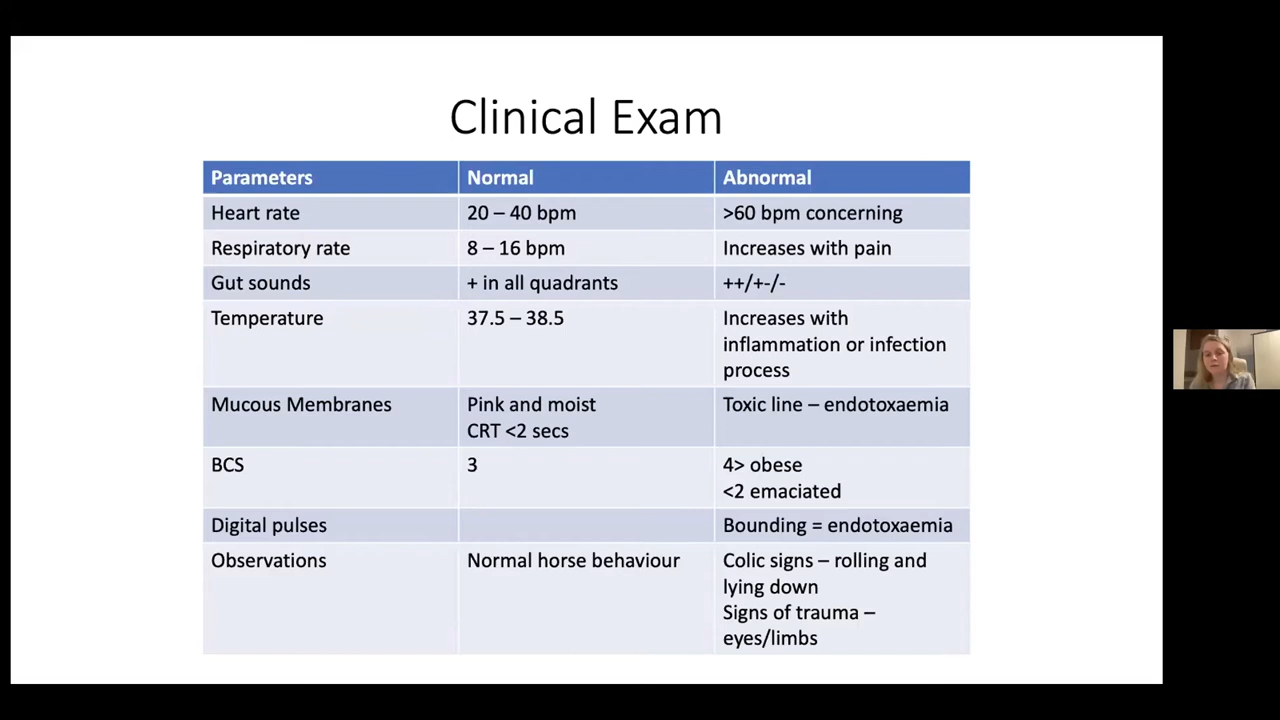 Clinical Exam
Parameters Normal Abnormal
Heart rate 20 – 40 bpm >60 bpm concerning
Respiratory rate 8 – 16 bpm Increases with pain
Gut sounds + in all quadrants ++/+-/-
Temperature 37.5 – 38.5 Increases with
inflammation or infection
process
Mucous Membranes Pink and moist Toxic line – endotoxaemia
CRT <2 secs
BCS 3 4> obese
<2 emaciated
Digital pulses Bounding = endotoxaemia
Observations Normal horse behaviour Colic signs – rolling and
lying down
Signs of trauma –
eyes/limbs